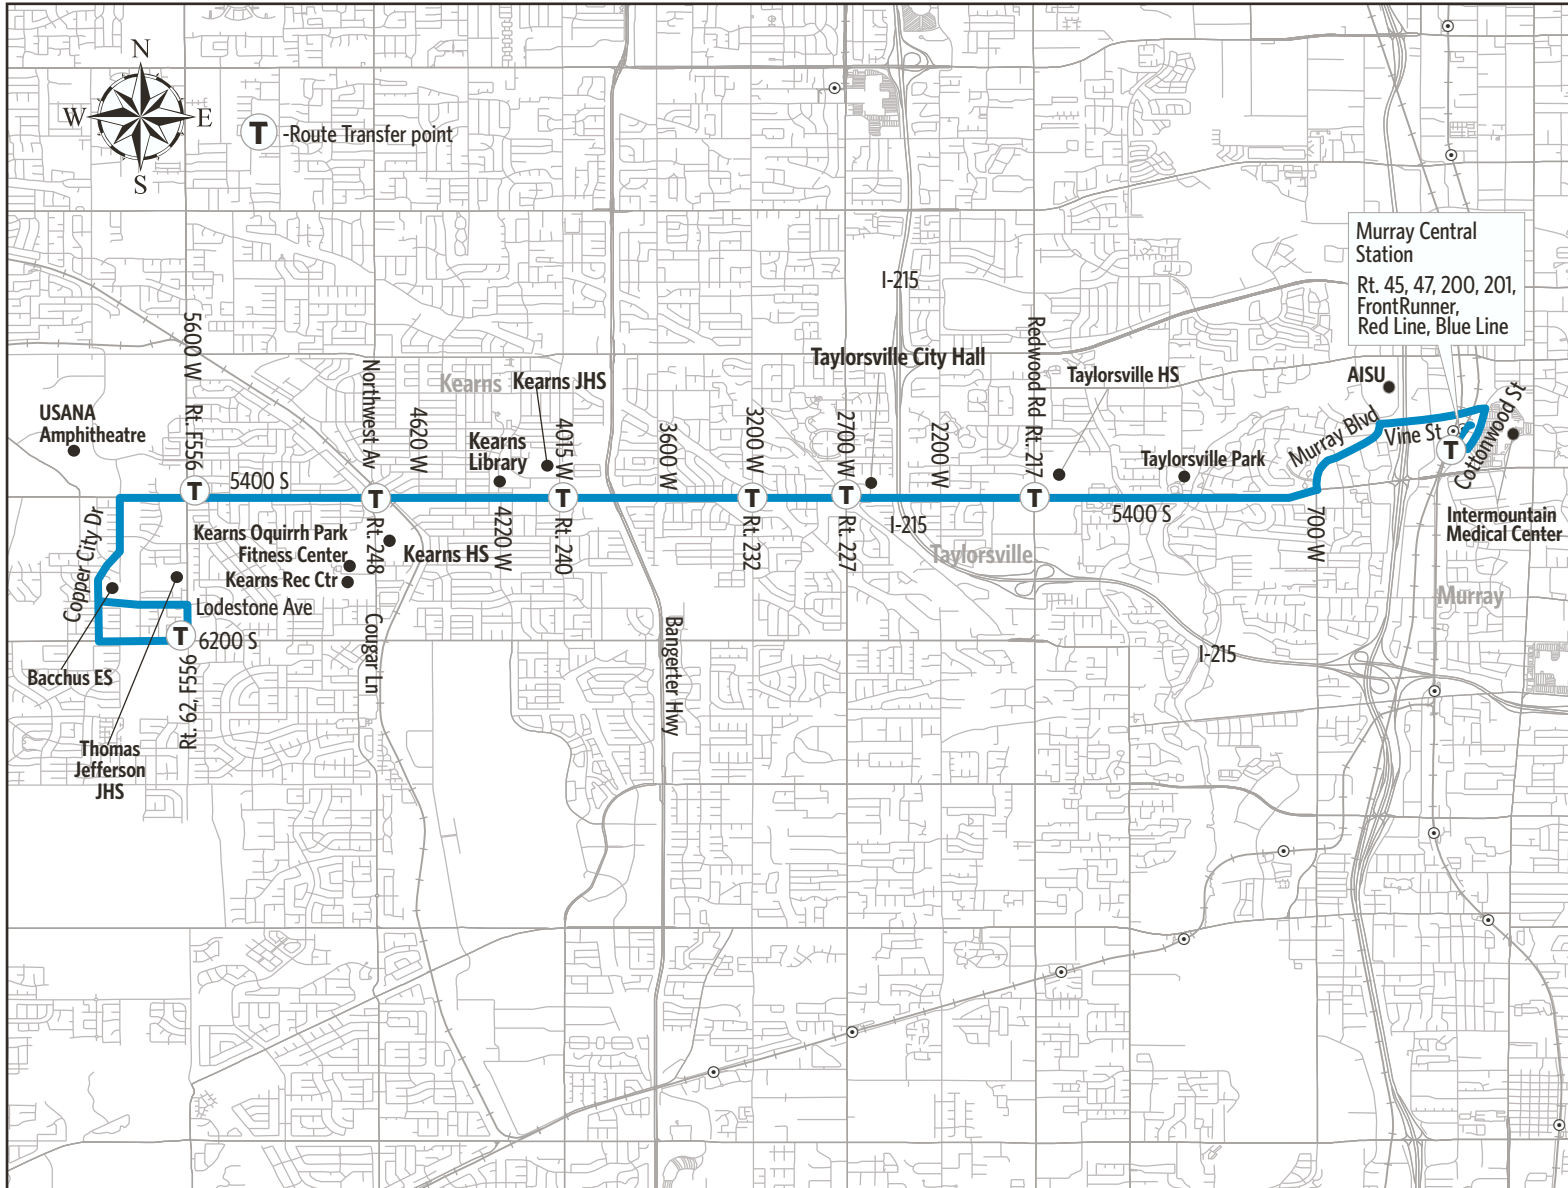 N
W
E
S
T
-Route Transfer point
Murray Central
Station
Rt. 45, 47, 200, 201,
FrontRunner,
Red Line, Blue Line
I-215
5600 W
Rt. F556
Northwest Av
4620 W
Kearns
Kearns JHS
Taylorsville City Hall
Redwood Rd
Rt. 217
Taylorsville HS
AISU
USANA
Amphitheatre
Kearns
Library
4015 W
3600 W
3200 W
2700 W
2200 W
Taylorsville Park
Murray Blvd
Vine St
Cottonwood St
T
5400 S
T
T
T
T
T
T
T
5400 S
Copper City Dr
Kearns Oquirrh Park
Fitness Center
Kearns Rec Ctr
Rt. 248
Kearns HS
4220 W
Rt. 240
Rt. 232
Rt. 227
I-215
Taylorsville
700 W
Intermountain
Medical Center
Murray
Lodestone Ave
T
6200 S
Cougar Ln
Bangerter Hwy
I-215
Bacchus ES
Rt. 62, F556
Thomas
Jefferson
JHS